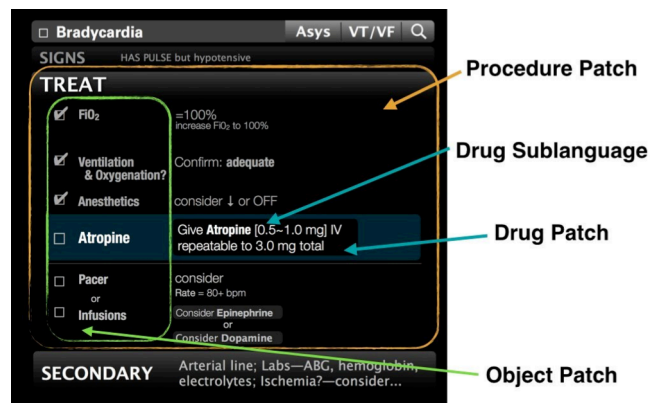 □ Bradycardia Asys VT/VF
SIGNS HAS PULSE but hypotensive
Procedure Patch
TREAT
FiO₂ =100%
increase FiO₂ to 100%
Drug Sublanguage
Ventilation Confirm: adequate
& Oxygenation?
Anesthetics consider ↓ or OFF
Give Atropine [0.5~1.0 mg] IV
Atropine
repeatable to 3.0 mg total
Drug Patch
Pacer consider
or Rate = 80+ bpm
Infusions Consider Epinephrine
or
Consider Dopamine
Object Patch
SECONDARY Arterial line; Labs—ABG, hemoglobin,
electrolytes; Ischemia?—consider...